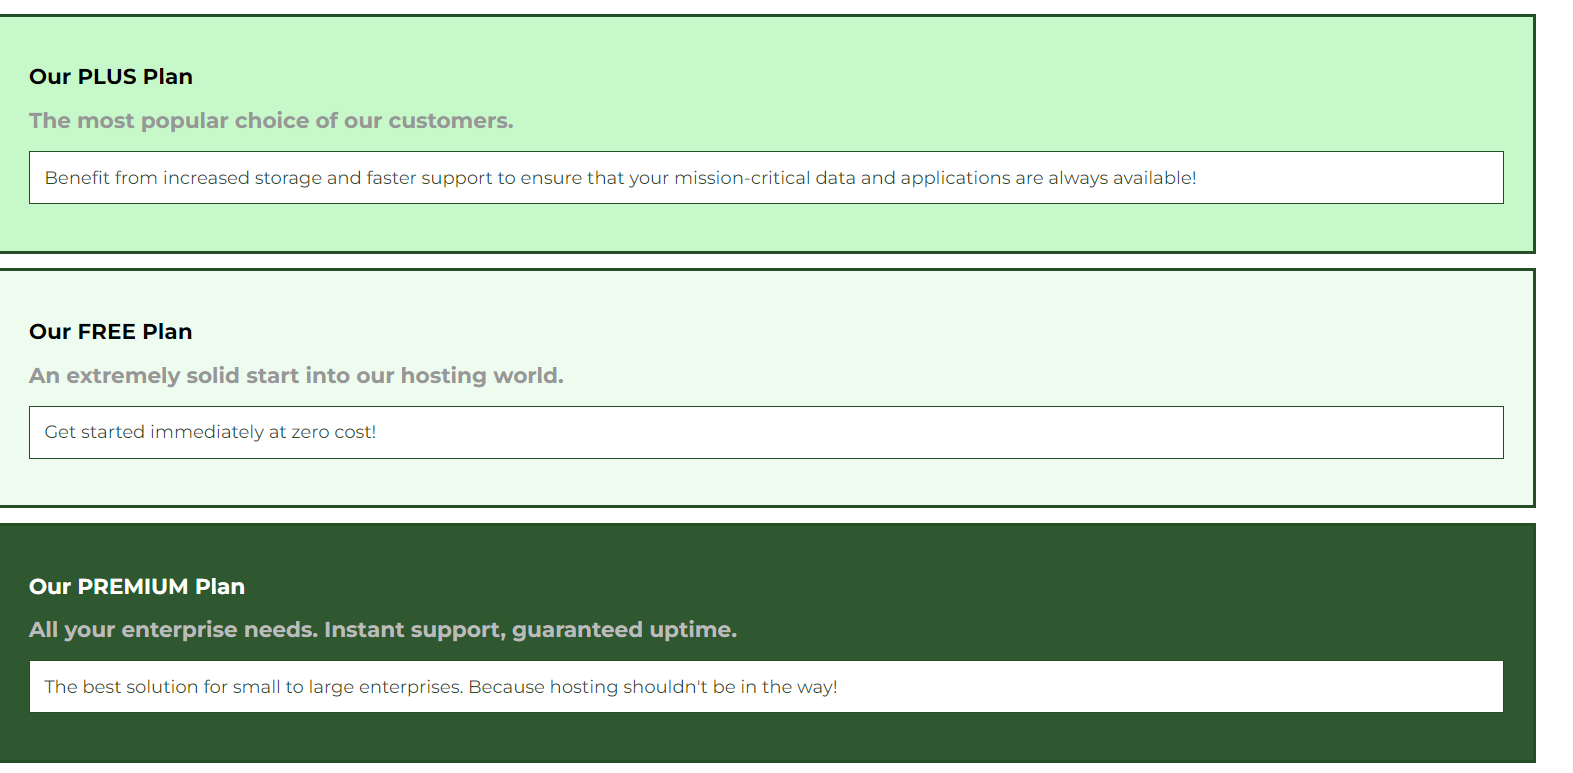 Our PLUS Plan
The most popular choice of our customers.
Benefit from increased storage and faster support to ensure that your mission-critical data and applications are always available!
Our FREE Plan
An extremely solid start into our hosting world.
Get started immediately at zero cost!
Our PREMIUM Plan
All your enterprise needs. Instant support, guaranteed uptime.
The best solution for small to large enterprises. Because hosting shouldn't be in the way!